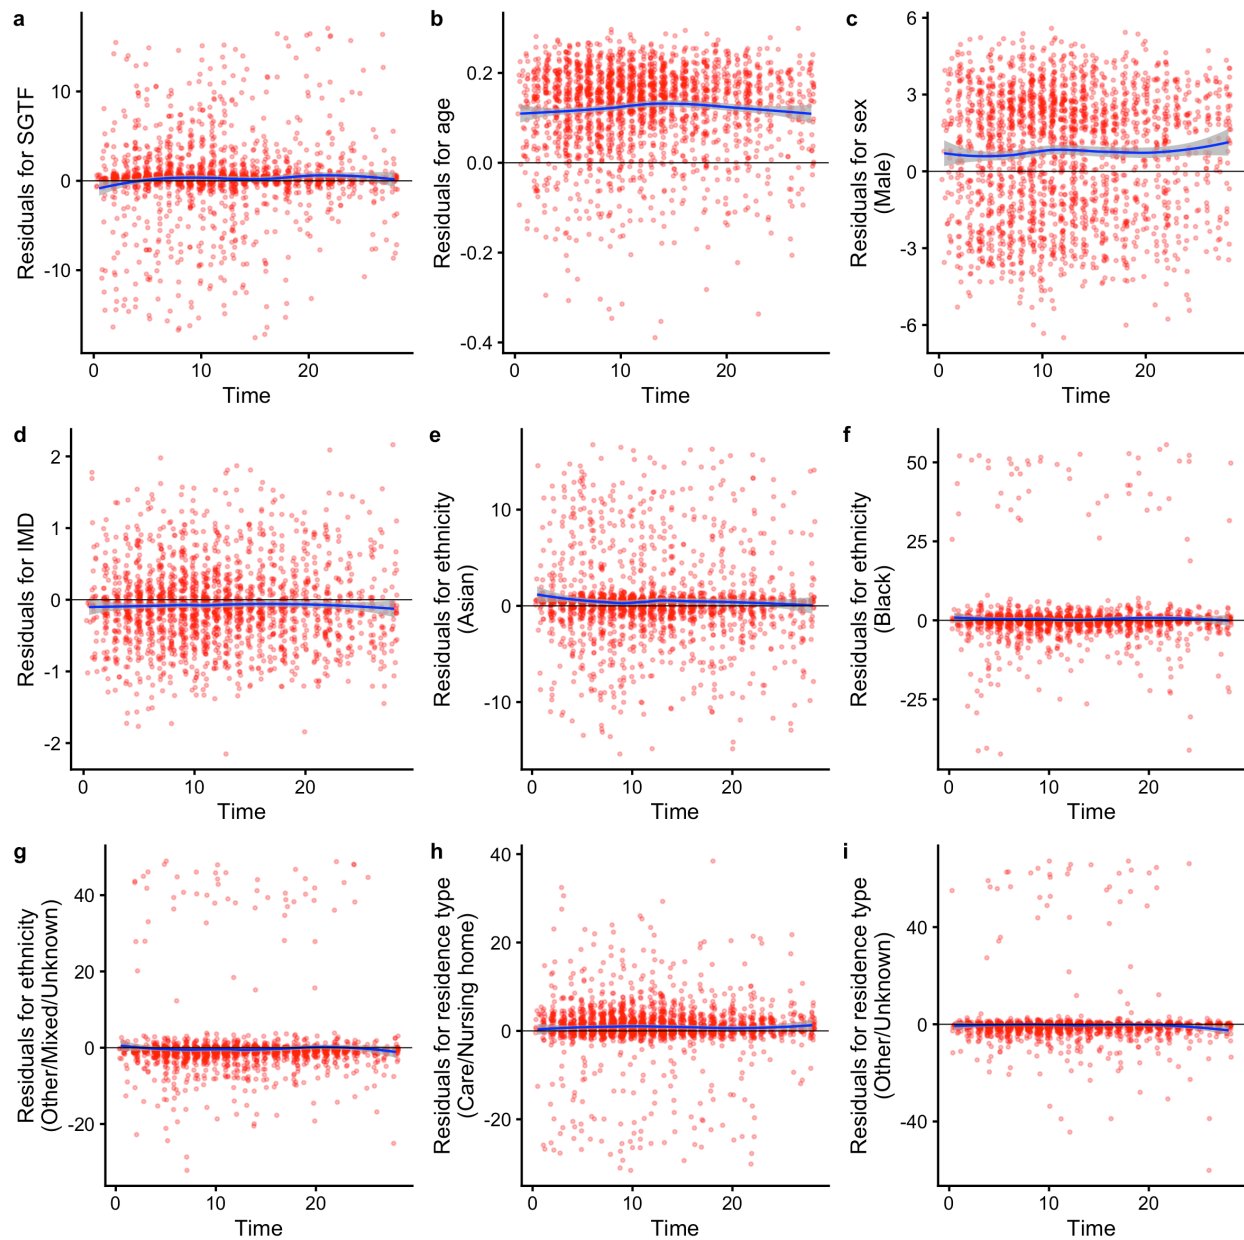 a
Residuals for SGTF
10
0
-10
0 10 20
Time
b
Residuals for age
0.2
0.0
-0.2
-0.4
0 10 20
Time
c
Residuals for sex
(Male)
6
3
0
-3
-6
0 10 20
Time
d
Residuals for IMD
2
1
0
-1
-2
0 10 20
Time
e
Residuals for ethnicity
(Asian)
10
0
-10
0 10 20
Time
f
Residuals for ethnicity
(Black)
50
25
0
-25
0 10 20
Time
g
Residuals for ethnicity
(Other/Mixed/Unknown)
40
20
0
-20
0 10 20
Time
h
Residuals for residence type
(Care/Nursing home)
40
20
0
-20
0 10 20
Time
i
Residuals for residence type
(Other/Unknown)
40
0
-40
0 10 20
Time